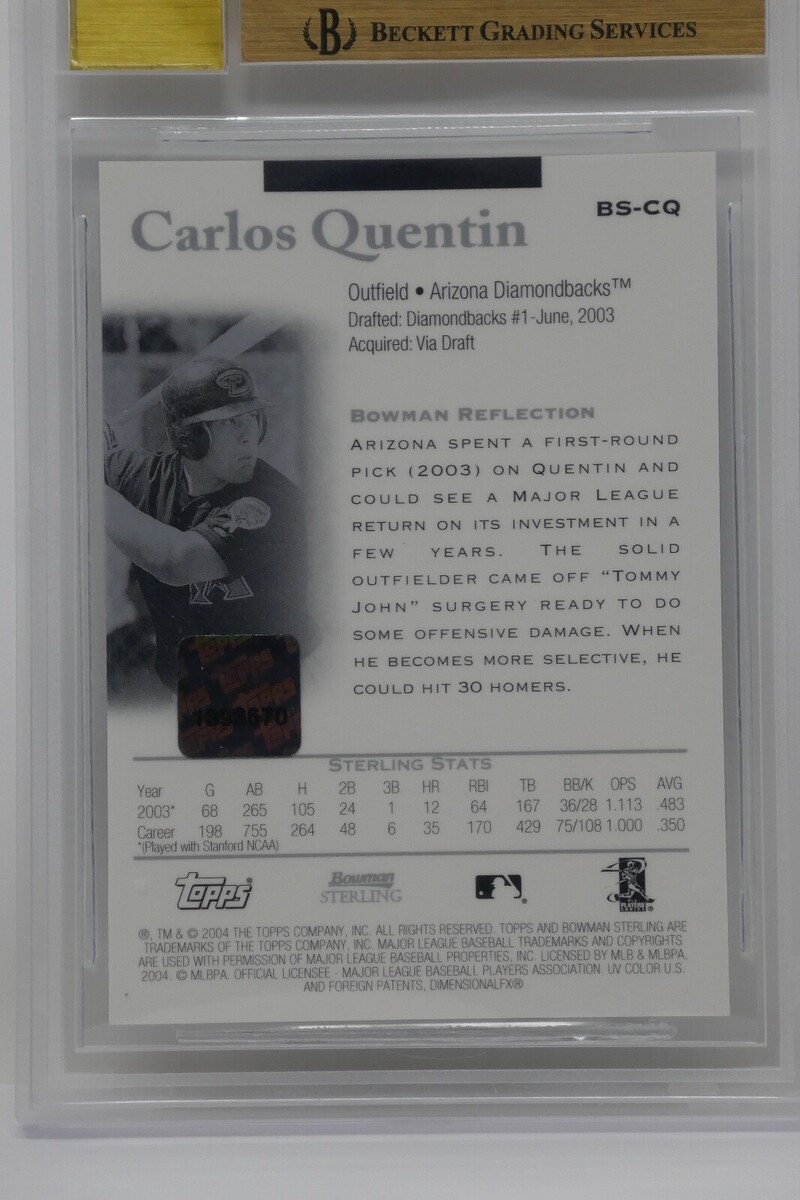 BECKETT GRADING SERVICES
BS-CQ
Carlos Quentin
Outfield • Arizona Diamondbacks™
Drafted: Diamondbacks #1-June, 2003
Acquired: Via Draft
BOWMAN REFLECTION
ARIZONA SPENT A FIRST-ROUND
PICK (2003) ON QUENTIN AND
COULD SEE A MAJOR LEAGUE
RETURN ON ITS INVESTMENT IN A
FEW YEARS. THE SOLID
OUTFIELDER CAME OFF “TOMMY
JOHN” SURGERY READY TO DO
SOME OFFENSIVE DAMAGE. WHEN
HE BECOMES MORE SELECTIVE, HE
COULD HIT 30 HOMERS.
STERLING STATS
Year G AB H 2B 3B HR RBI TB BB/K OPS AVG
2003* 68 265 105 24 1 12 64 167 36/28 1.113 .483
Career 198 755 264 48 6 35 170 429 75/108 1.000 .350
*(Played with Stanford NCAA)
Topps® Bowman STERLING
®, TM & © 2004 THE TOPPS COMPANY, INC. ALL RIGHTS RESERVED. TOPPS AND BOWMAN STERLING ARE
TRADEMARKS OF THE TOPPS COMPANY, INC. MAJOR LEAGUE BASEBALL TRADEMARKS AND COPYRIGHTS
ARE USED WITH PERMISSION OF MAJOR LEAGUE BASEBALL PROPERTIES, INC. LICENSED BY MLB & MLBPA,
2004. © MLBPA. OFFICIAL LICENSEE - MAJOR LEAGUE BASEBALL PLAYERS ASSOCIATION. UV COLOR U.S.
AND FOREIGN PATENTS, DIMENSIONALFX®